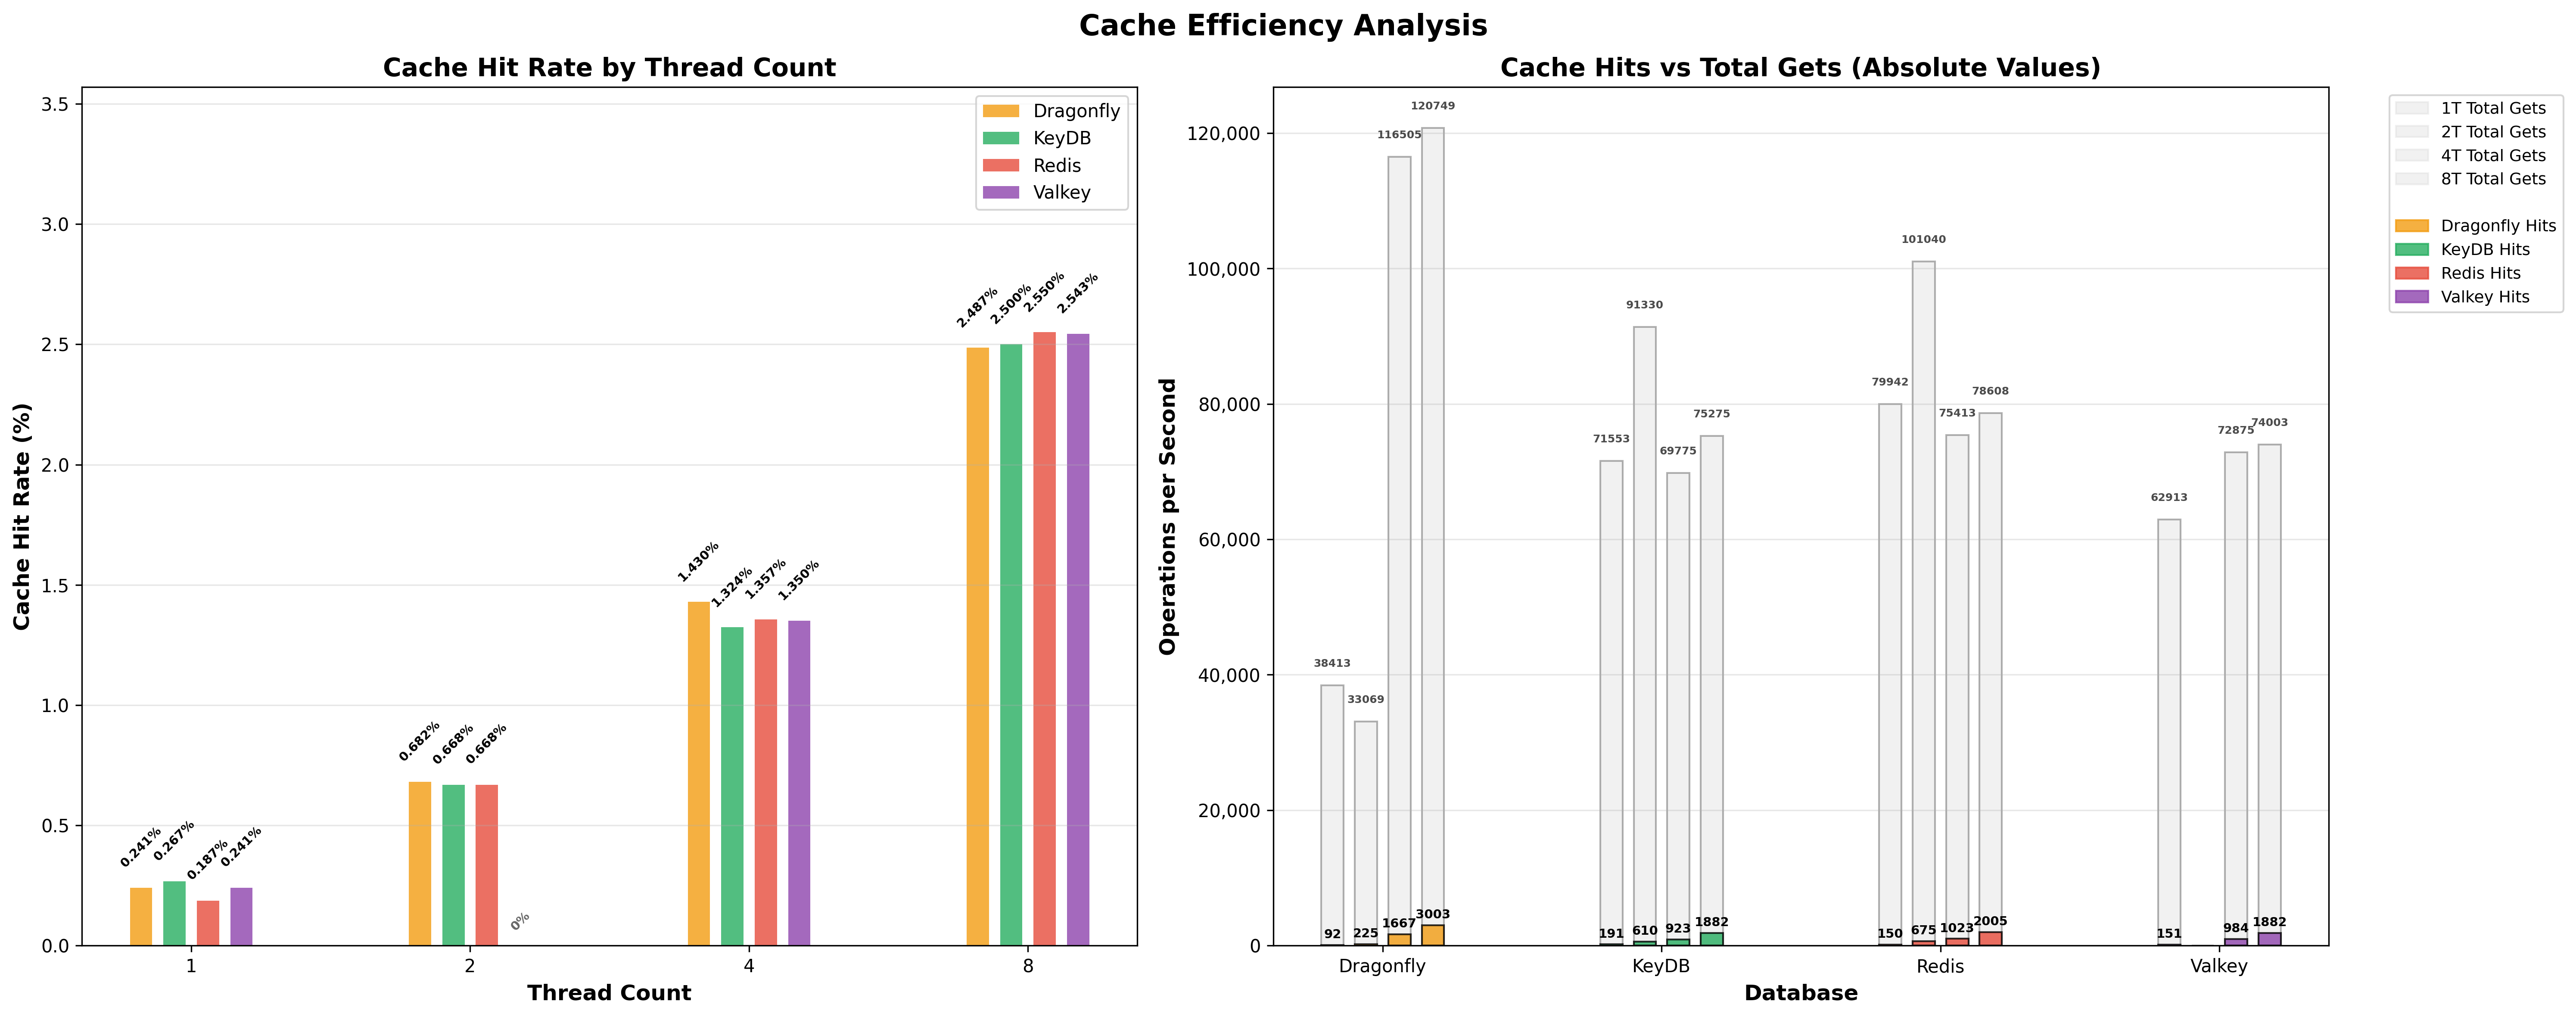 Cache Efficiency Analysis
Cache Hit Rate by Thread Count
Cache Hit Rate (%)
3.5
3.0
2.5
2.0
1.5
1.0
0.5
0.0
Dragonfly
KeyDB
Redis
Valkey
0.241%
0.267%
0.187%
0.241%
0.682%
0.668%
0.668%
0%
1.430%
1.324%
1.357%
1.350%
2.487%
2.500%
2.550%
2.543%
1
2
4
8
Thread Count
Cache Hits vs Total Gets (Absolute Values)
Operations per Second
120,000
100,000
80,000
60,000
40,000
20,000
0
38413
33069
116505
120749
71553
91330
69775
75275
79942
101040
75413
78608
62913
72875
74003
92
225
1667
3003
191
610
923
1882
150
675
1023
2005
151
984
1882
Dragonfly
KeyDB
Redis
Valkey
Database
1T Total Gets
2T Total Gets
4T Total Gets
8T Total Gets
Dragonfly Hits
KeyDB Hits
Redis Hits
Valkey Hits